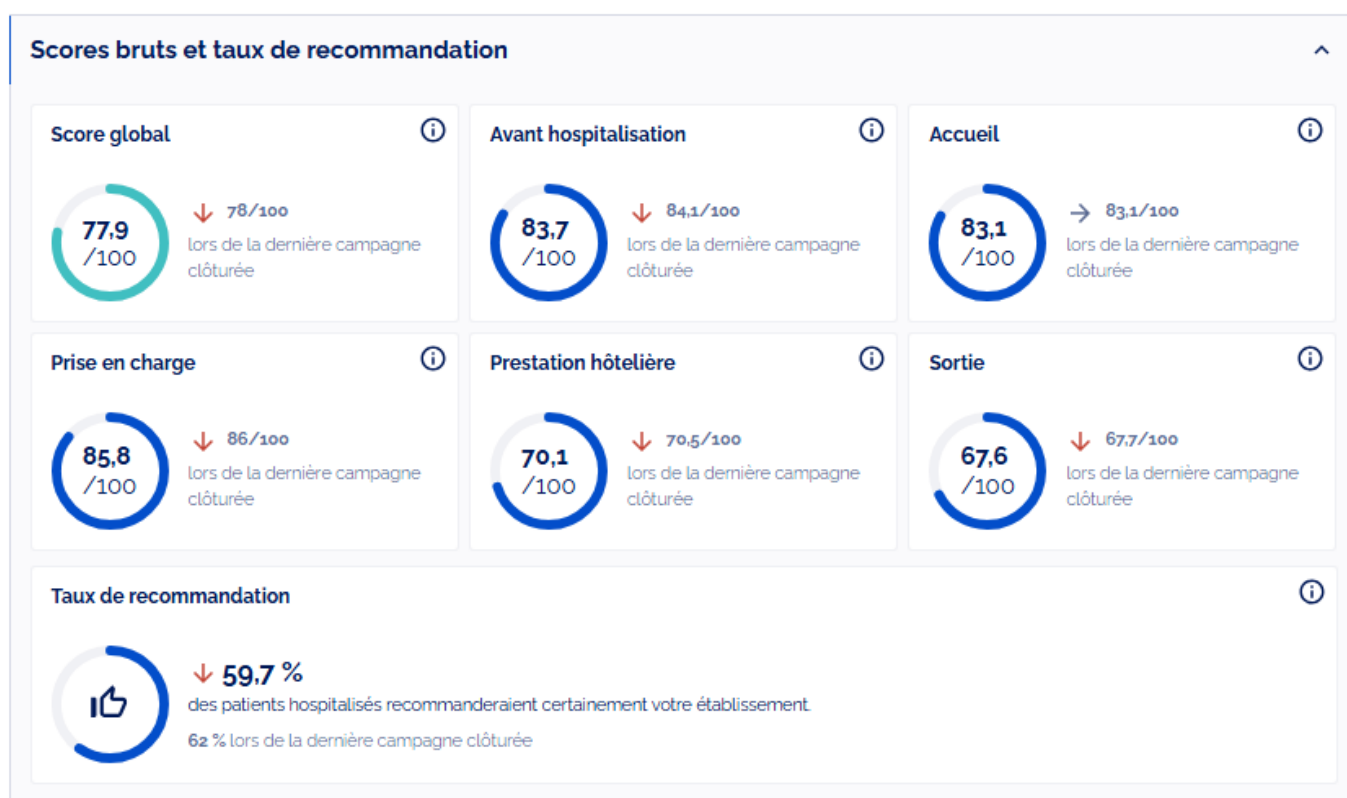 Scores bruts et taux de recommandation
Score global
77,9
/100
78/100
lors de la dernière campagne
clôturée
Avant hospitalisation
83,7
/100
84,1/100
lors de la dernière campagne
clôturée
Accueil
83,1
/100
83,1/100
lors de la dernière campagne
clôturée
Prise en charge
85,8
/100
86/100
lors de la dernière campagne
clôturée
Prestation hôtelière
70,1
/100
70,5/100
lors de la dernière campagne
clôturée
Sortie
67,6
/100
67,7/100
lors de la dernière campagne
clôturée
Taux de recommandation
59,7 %
des patients hospitalisés recommanderaient certainement votre établissement.
62 % lors de la dernière campagne clôturée